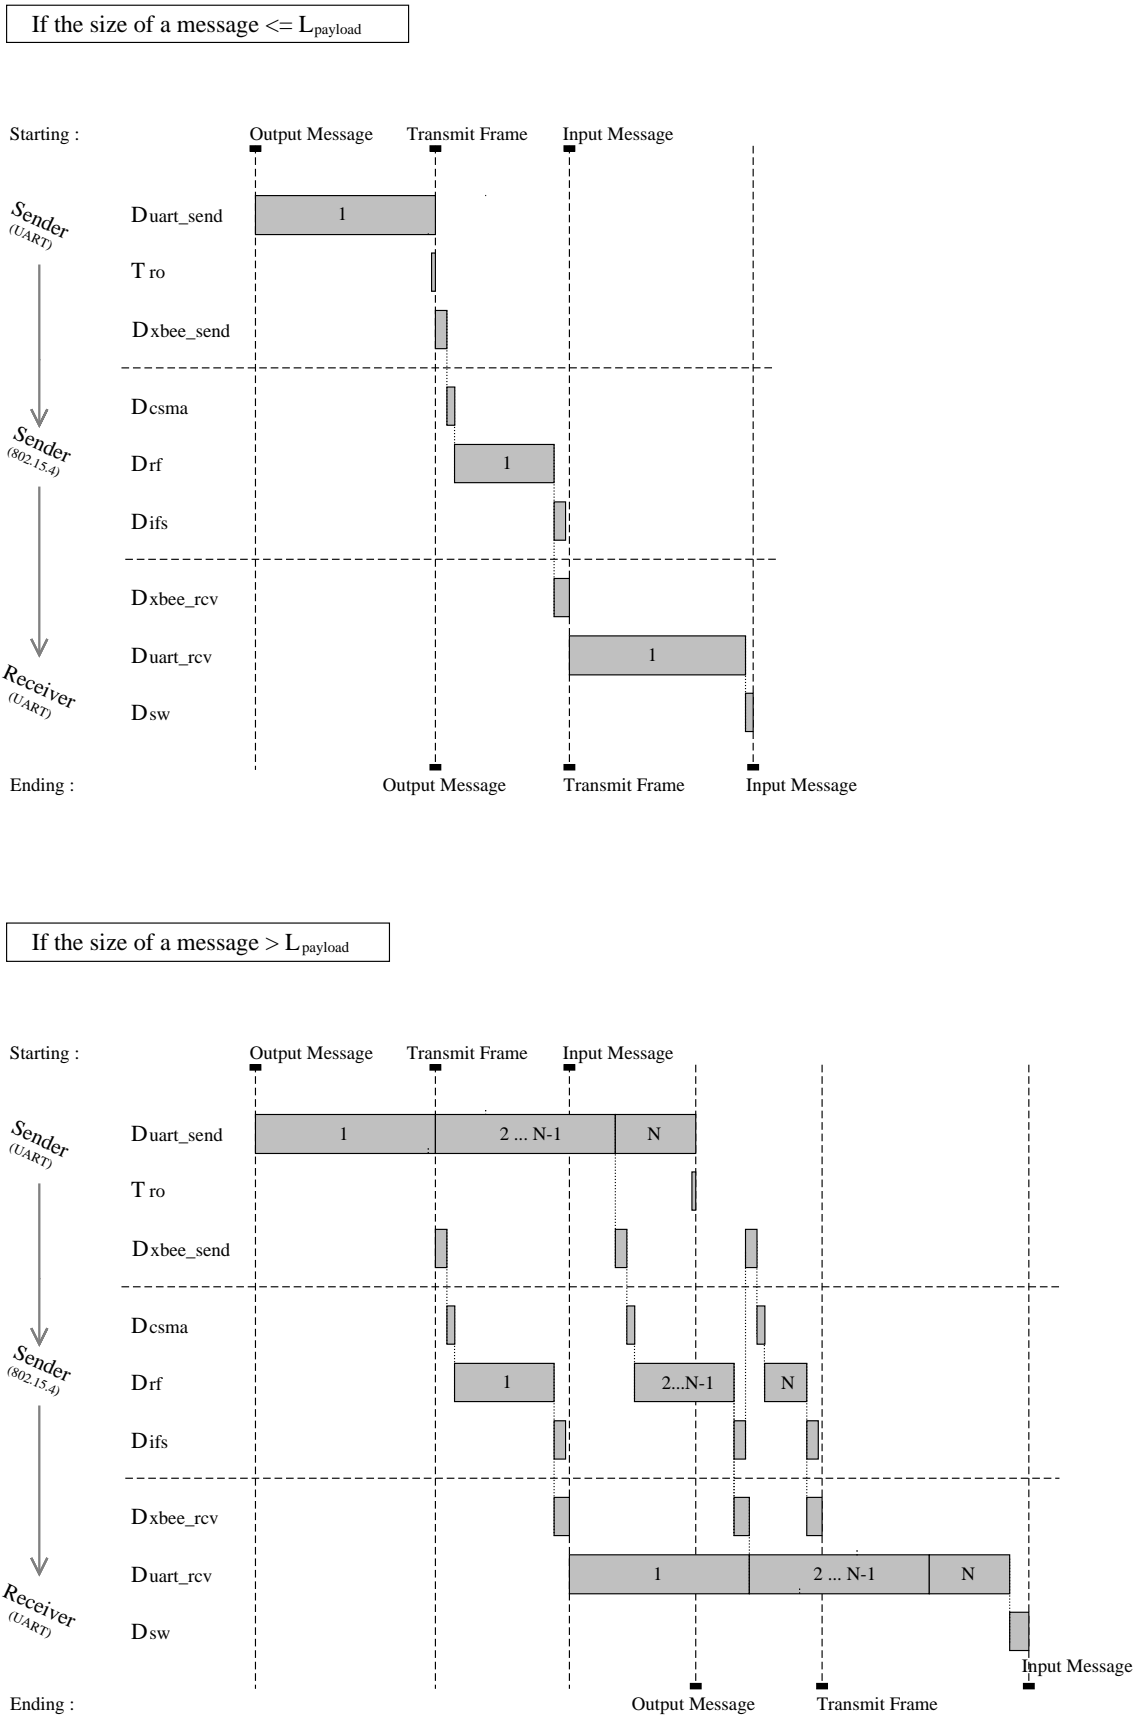 If the size of a message <= Lpayload
Starting :
Output Message
Transmit Frame
Input Message
Sender
(UART)
Duart_send
1
Tro
Dxbee_send
Dcsma
Sender
(802.15.4)
Drf
1
Difs
Dxbee_rcv
Duart_rcv
1
Receiver
(UART)
Dsw
Ending :
Output Message
Transmit Frame
Input Message
If the size of a message > Lpayload
Starting :
Output Message
Transmit Frame
Input Message
Sender
(UART)
Duart_send
1
2 ... N-1
N
Tro
Dxbee_send
Dcsma
Sender
(802.15.4)
Drf
1
2...N-1
N
Difs
Dxbee_rcv
Duart_rcv
1
2 ... N-1
N
Receiver
(UART)
Dsw
Input Message
Ending :
Output Message
Transmit Frame